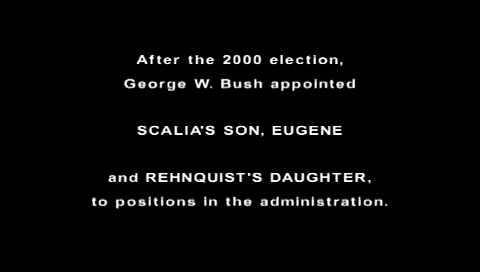 After the 2000 election,
George W. Bush appointed
SCALIA'S SON, EUGENE
and REHNQUIST'S DAUGHTER,
to positions in the administration.